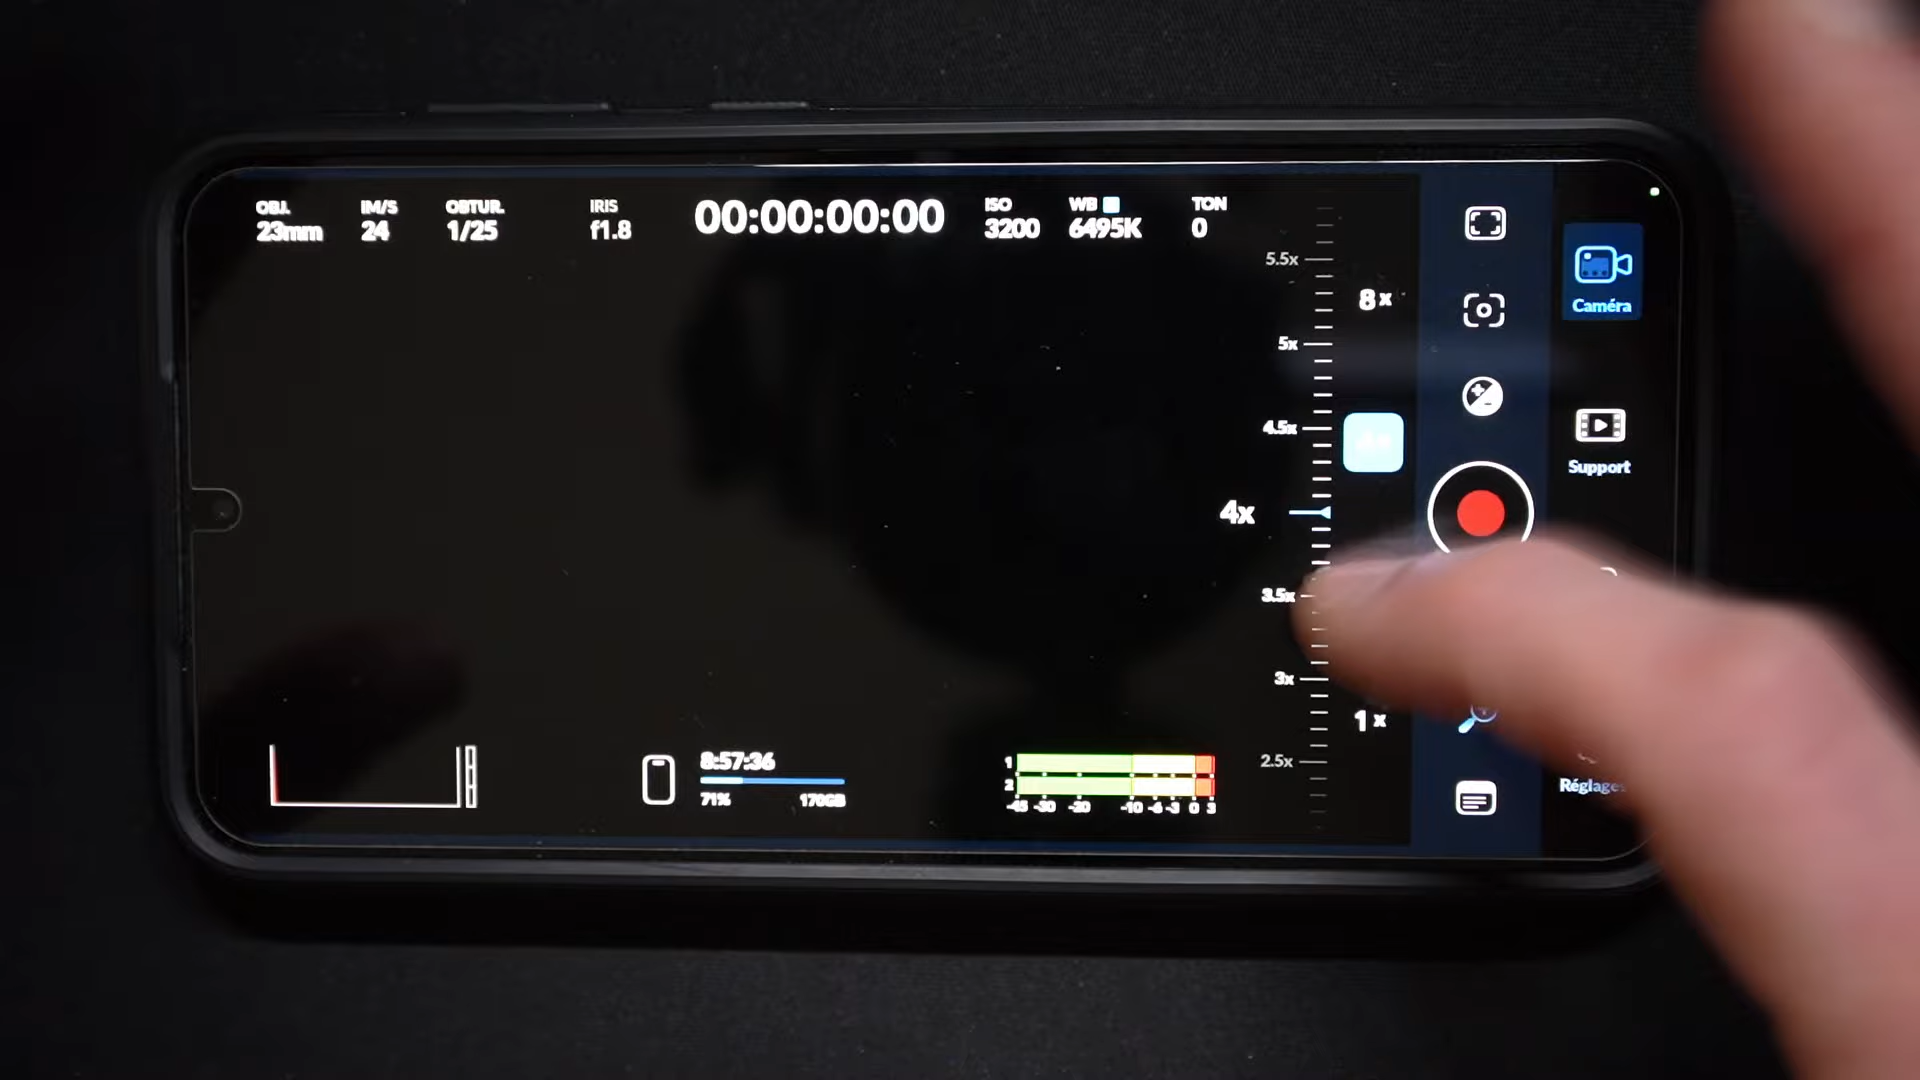 OBJ.
23mm
IM/S
24
OBTUR.
1/25
IRIS
f1.8
00:00:00:00
ISO
3200
WB
6495K
TON
0
5.5x
5x
4.5x
4x
3.5x
3x
2.5x
8x
1x
Caméra
Support
Réglages
8:57:36
71% 170GB
1
2
-45 -30 -20 -10 -6 -3 0 3